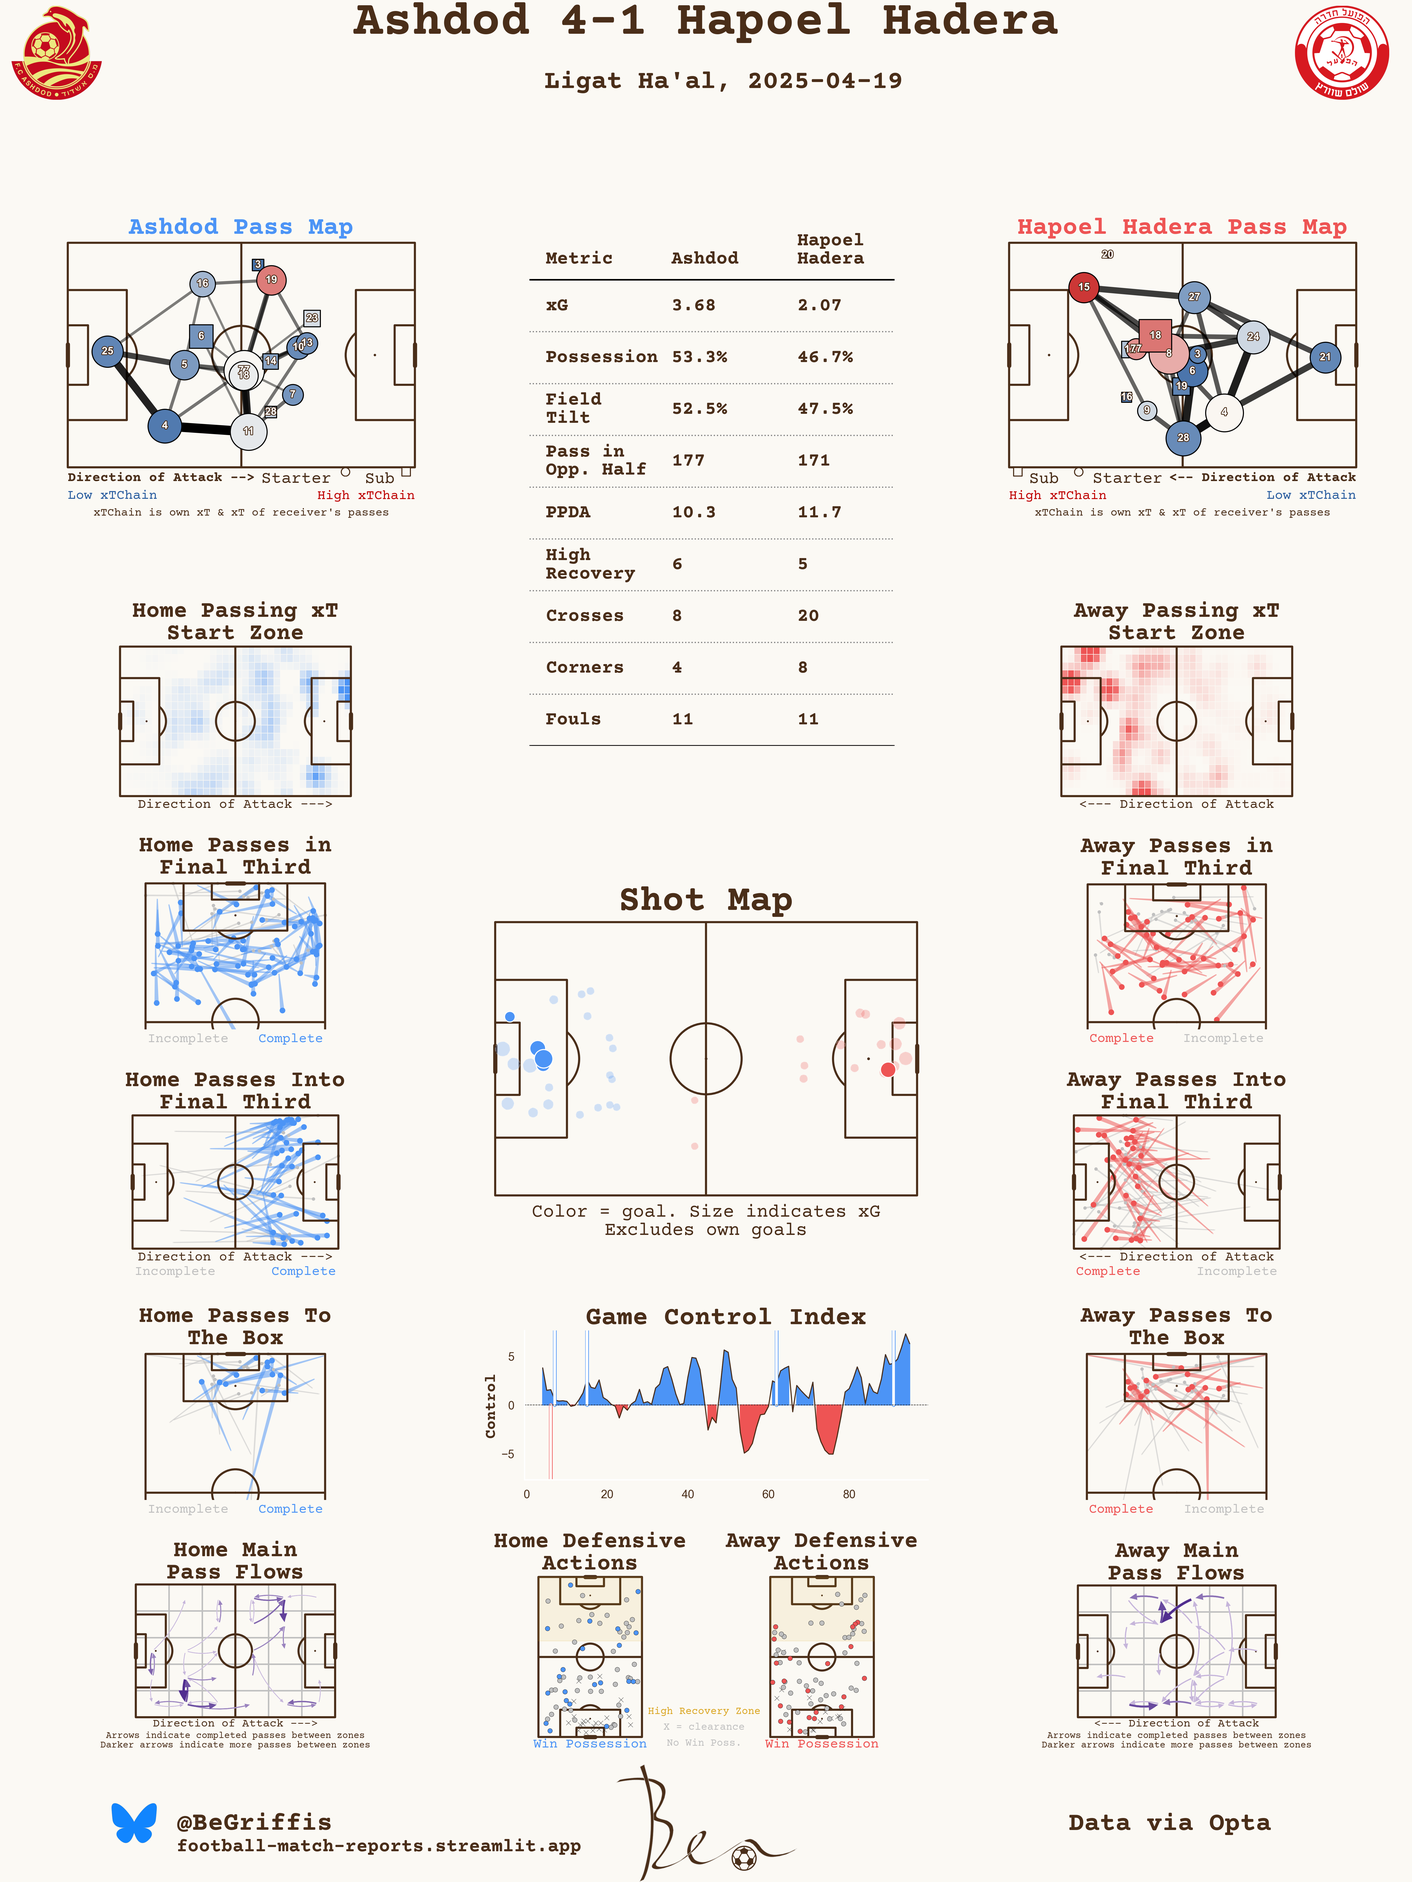 Ashdod 4-1 Hapoel Hadera
Ligat Ha'al, 2025-04-19
F.C ASHDOD • מ.ס אשדוד
הפועל חדרה
הפועל
שולם שוורץ
Ashdod Pass Map
3
16
19
23
6
25
10
13
5
14
77
18
7
28
4
11
Direction of Attack --> Starter Sub
Low xTChain High xTChain
xTChain is own xT & xT of receiver's passes
Metric Ashdod Hapoel
Hadera
xG 3.68 2.07
Possession 53.3% 46.7%
Field
Tilt 52.5% 47.5%
Pass in
Opp. Half 177 171
PPDA 10.3 11.7
High
Recovery 6 5
Crosses 8 20
Corners 4 8
Fouls 11 11
Hapoel Hadera Pass Map
20
15
27
18
24
77
8
3
21
6
19
16
9
4
28
Sub Starter <-- Direction of Attack
High xTChain Low xTChain
xTChain is own xT & xT of receiver's passes
Home Passing xT
Start Zone
Direction of Attack --->
Away Passing xT
Start Zone
<--- Direction of Attack
Home Passes in
Final Third
Incomplete Complete
Away Passes in
Final Third
Complete Incomplete
Shot Map
Color = goal. Size indicates xG
Excludes own goals
Home Passes Into
Final Third
Direction of Attack --->
Incomplete Complete
Away Passes Into
Final Third
<--- Direction of Attack
Complete Incomplete
Home Passes To
The Box
Incomplete Complete
Game Control Index
Control
5
0
−5
0 20 40 60 80
Away Passes To
The Box
Complete Incomplete
Home Main
Pass Flows
Direction of Attack --->
Arrows indicate completed passes between zones
Darker arrows indicate more passes between zones
Home Defensive
Actions
Win Possession
Away Defensive
Actions
Win Possession
High Recovery Zone
X = clearance
No Win Poss.
Away Main
Pass Flows
<--- Direction of Attack
Arrows indicate completed passes between zones
Darker arrows indicate more passes between zones
@BeGriffis
football-match-reports.streamlit.app
Ben
Data via Opta